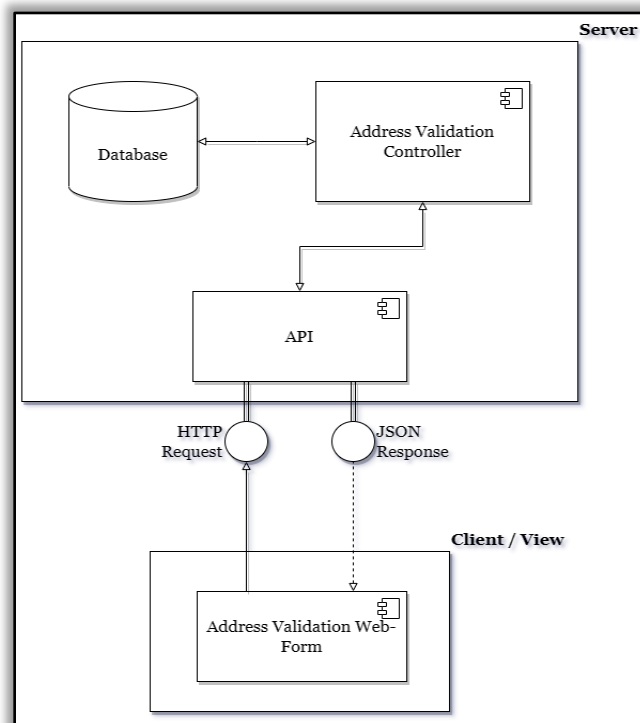 Server
Database
Address Validation
Controller
API
HTTP
Request
JSON
Response
Client / View
Address Validation Web-
Form